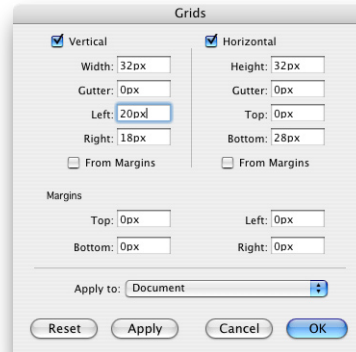 Grids
Vertical Horizontal
Width: 32px Height: 32px
Gutter: 0px Gutter: 0px
Left: 20px Top: 0px
Right: 18px Bottom: 28px
From Margins From Margins
Margins
Top: 0px Left: 0px
Bottom: 0px Right: 0px
Apply to: Document
Reset Apply Cancel OK